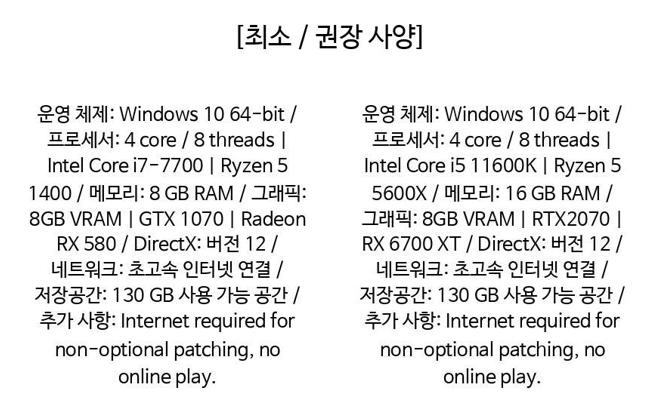 [최소 / 권장 사양]
운영 체제: Windows 10 64-bit /
프로세서: 4 core / 8 threads |
Intel Core i7-7700 | Ryzen 5
1400 / 메모리: 8 GB RAM / 그래픽:
8GB VRAM | GTX 1070 | Radeon
RX 580 / DirectX: 버전 12 /
네트워크: 초고속 인터넷 연결 /
저장공간: 130 GB 사용 가능 공간 /
추가 사항: Internet required for
non-optional patching, no
online play.
운영 체제: Windows 10 64-bit /
프로세서: 4 core / 8 threads |
Intel Core i5 11600K | Ryzen 5
5600X / 메모리: 16 GB RAM /
그래픽: 8GB VRAM | RTX2070 |
RX 6700 XT / DirectX: 버전 12 /
네트워크: 초고속 인터넷 연결 /
저장공간: 130 GB 사용 가능 공간 /
추가 사항: Internet required for
non-optional patching, no
online play.